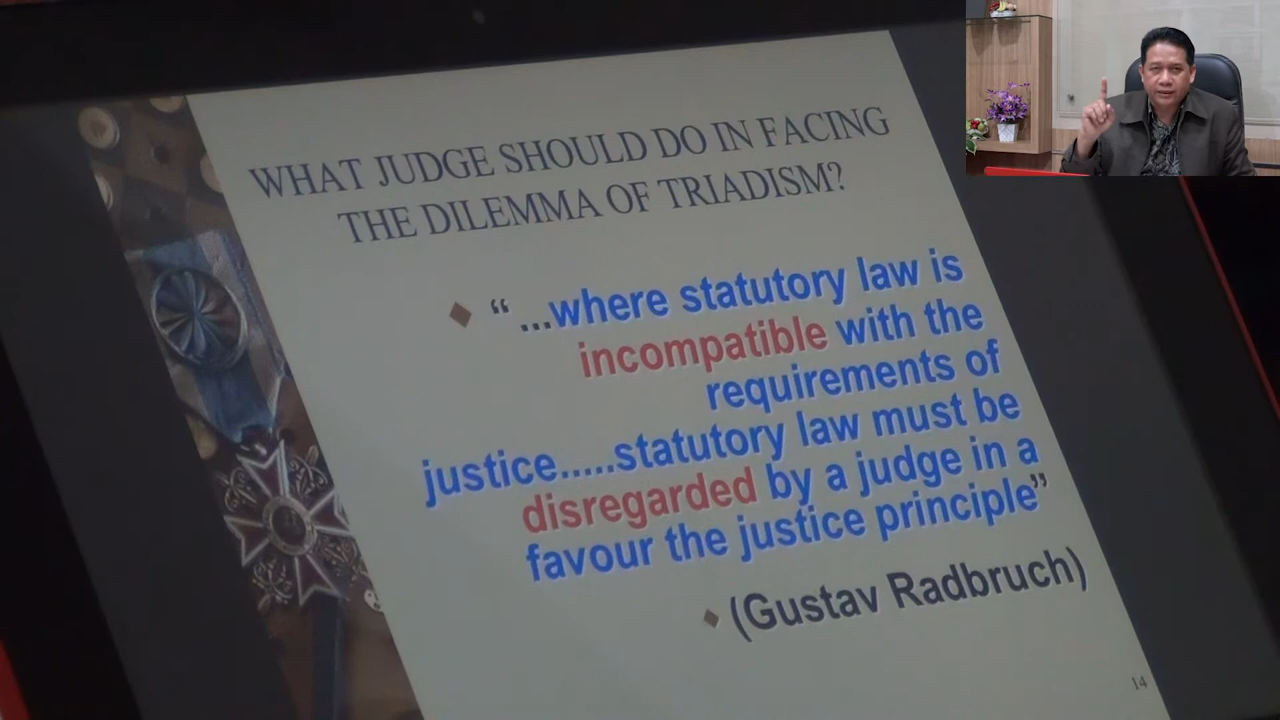 WHAT JUDGE SHOULD DO IN FACING
THE DILEMMA OF TRIADISM?
“ ...where statutory law is
incompatible with the
requirements of
justice.....statutory law must be
disregarded by a judge in a
favour the justice principle”
(Gustav Radbruch)
14